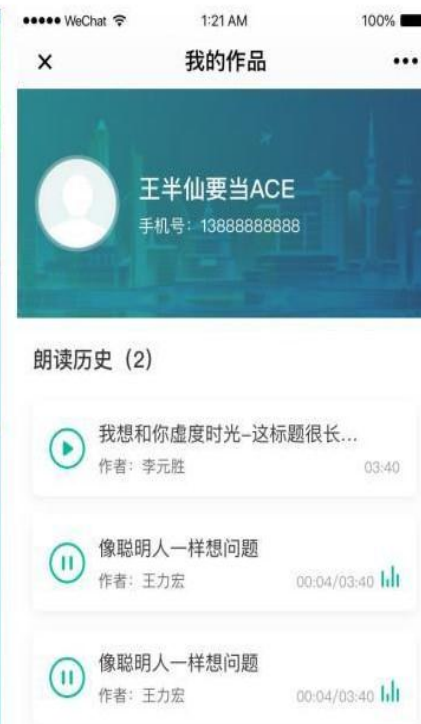 WeChat 1:21 AM 100%
我的作品
王半仙要当ACE
手机号：13888888888
朗读历史（2）
我想和你虚度时光-这标题很长...
作者：李元胜 03:40
像聪明人一样想问题
作者：王力宏 00:04/03:40
像聪明人一样想问题
作者：王力宏 00:04/03:40